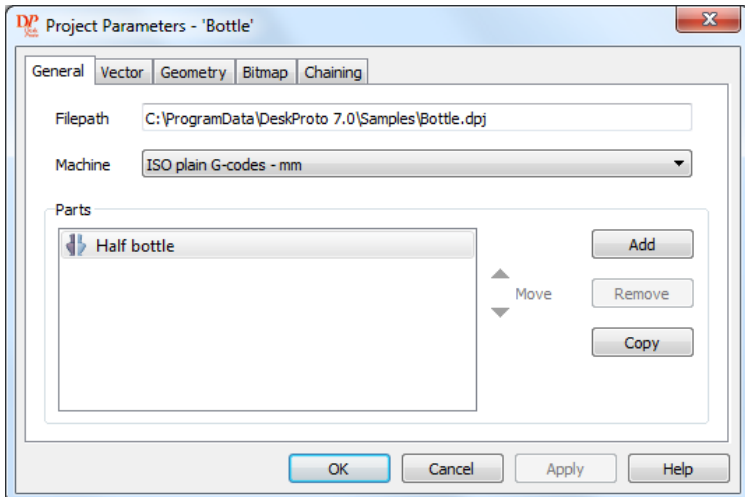 DP Project Parameters - 'Bottle'
General Vector Geometry Bitmap Chaining
Filepath C:\ProgramData\DeskProto 7.0\Samples\Bottle.dpj
Machine ISO plain G-codes - mm
Parts
Half bottle
Add
Move Remove
Copy
OK Cancel Apply Help